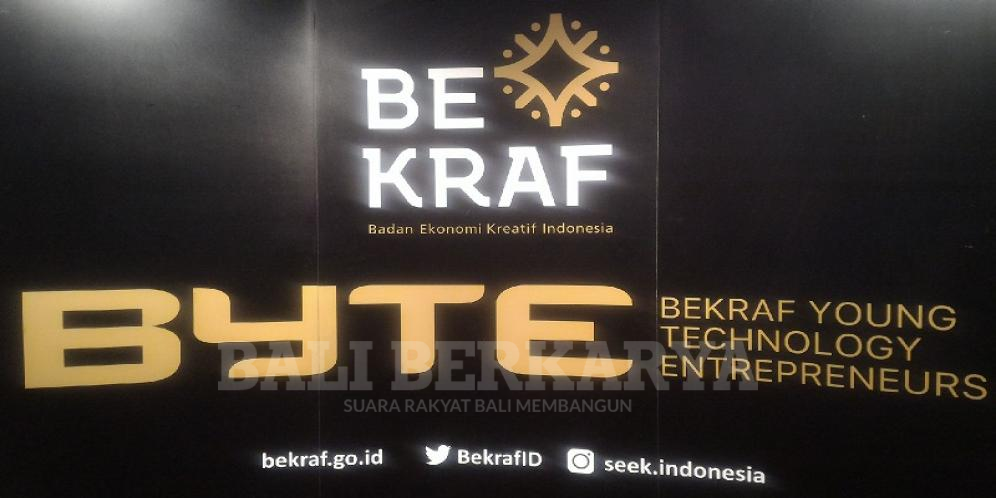 BE
KRAF
Badan Ekonomi Kreatif Indonesia
BYTE
BEKRAF YOUNG
TECHNOLOGY
ENTREPRENEURS
BALI BERKARYA
SUARA RAKYAT BALI MEMBANGUN
bekraf.go.id BekrafID seek.indonesia